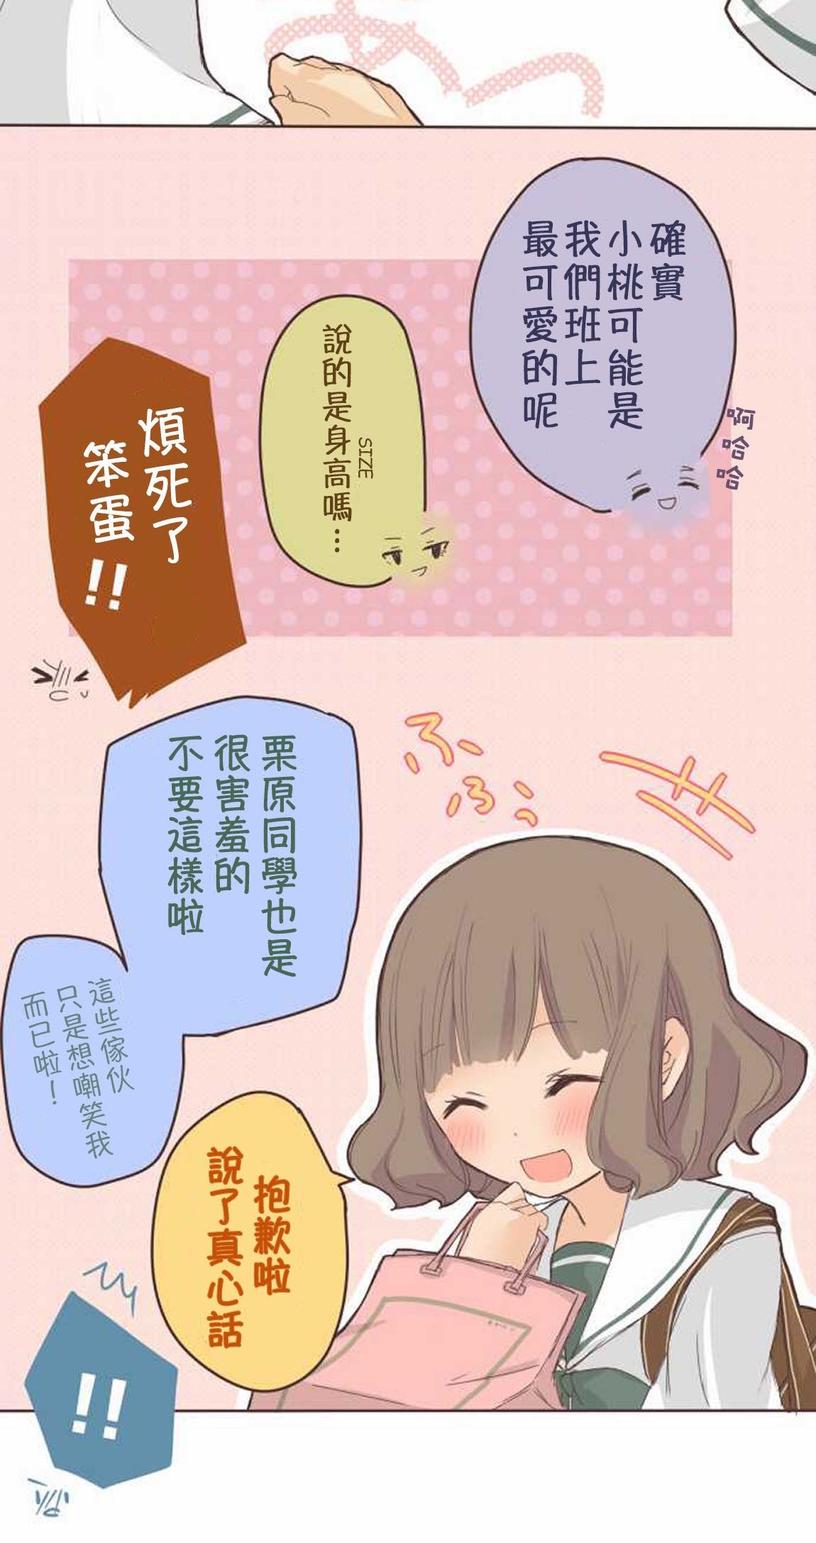 確實
小桃可能是
我們班上
最可愛的呢
啊哈哈
說的是身高嗎…
SIZE
煩死了
笨蛋!!
ふふふっ
栗原同學也是
很害羞的
不要這樣啦
這些傢伙
只是想嘲笑我
而已啦！
抱歉啦
說了真心話
!!